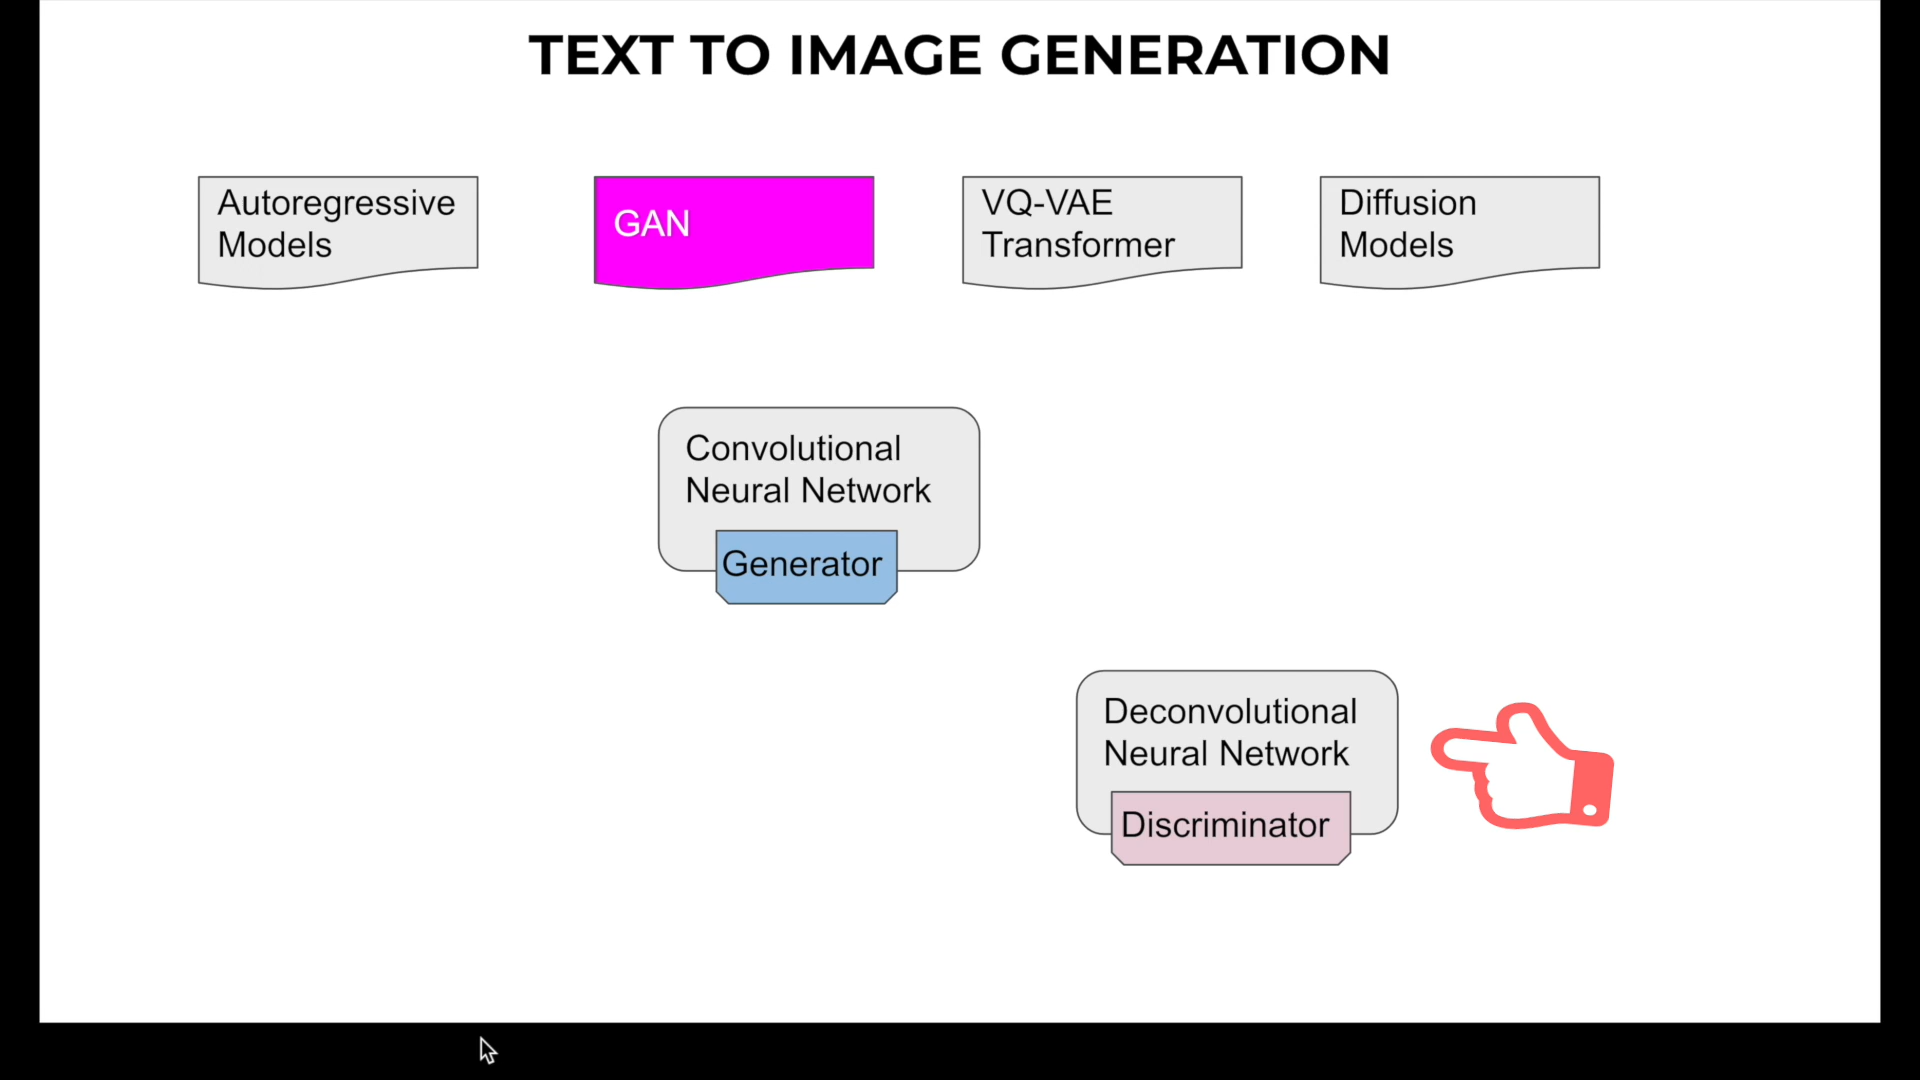 TEXT TO IMAGE GENERATION
Autoregressive
Models
GAN
VQ-VAE
Transformer
Diffusion
Models
Convolutional
Neural Network
Generator
Deconvolutional
Neural Network
Discriminator